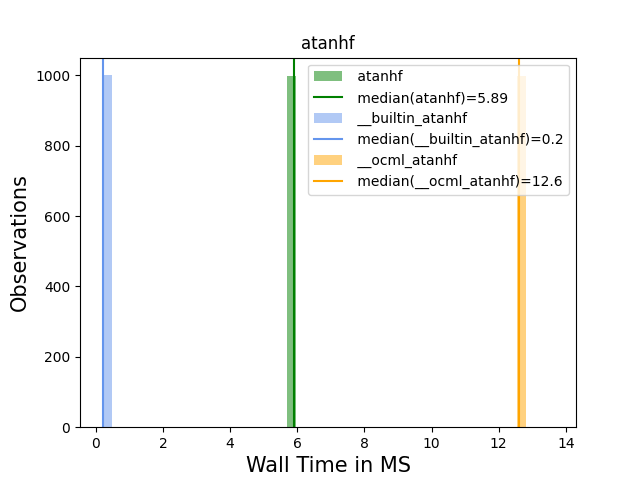 atanhf
1000
800
600
400
200
0
Observations
atanhf
median(atanhf)=5.89
__builtin_atanhf
median(__builtin_atanhf)=0.2
__ocml_atanhf
median(__ocml_atanhf)=12.6
0 2 4 6 8 10 12 14
Wall Time in MS